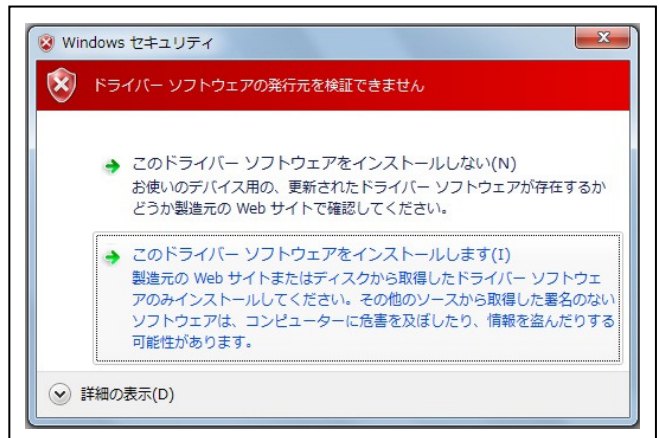 Windows セキュリティ
ドライバー ソフトウェアの発行元を検証できません
このドライバー ソフトウェアをインストールしない(N)
お使いのデバイス用の、更新されたドライバー ソフトウェアが存在するか
どうか製造元の Web サイトで確認してください。
このドライバー ソフトウェアをインストールします(I)
製造元の Web サイトまたはディスクから取得したドライバー ソフトウェ
アのみインストールしてください。その他のソースから取得した署名のない
ソフトウェアは、コンピューターに危害を及ぼしたり、情報を盗んだりする
可能性があります。
詳細の表示(D)